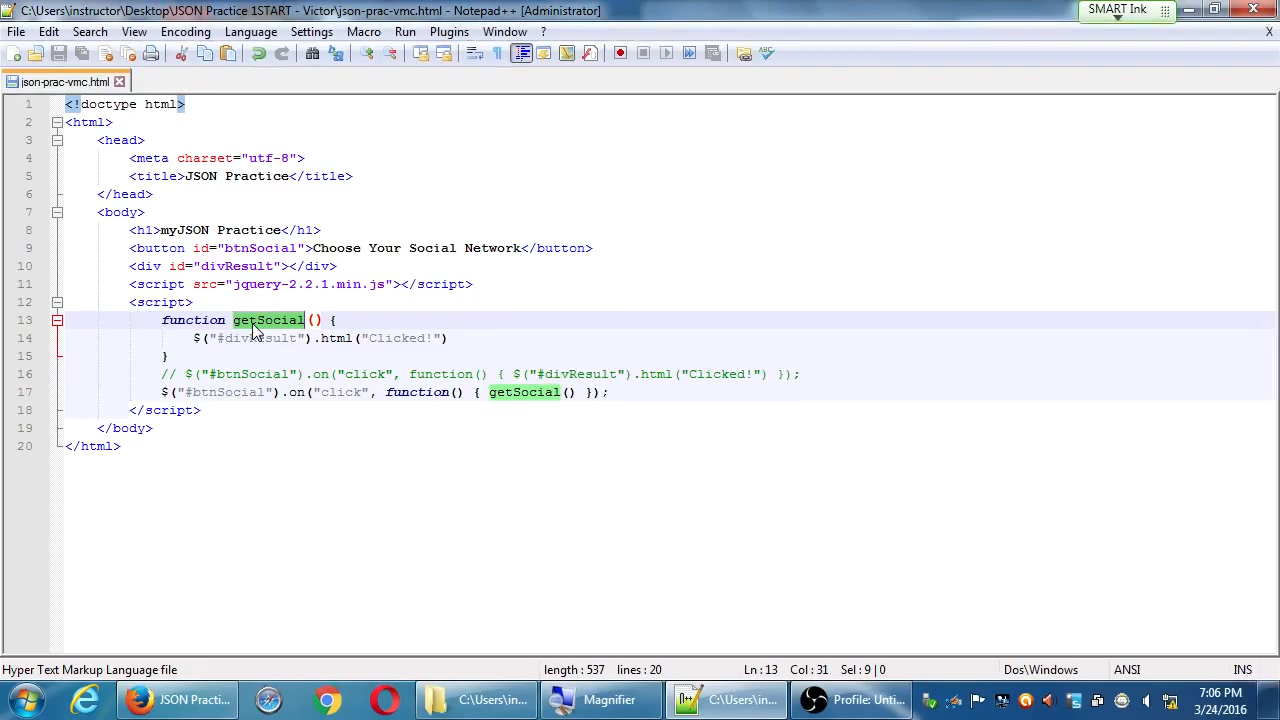 C:\Users\instructor\Desktop\JSON Practice 1START - Victor\json-prac-vmc.html - Notepad++ [Administrator]
SMART Ink
File Edit Search View Encoding Language Settings Macro Run Plugins Window ? X
json-prac-vmc.html
1 <!doctype html>
2 <html>
3 <head>
4 <meta charset="utf-8">
5 <title>JSON Practice</title>
6 </head>
7 <body>
8 <h1>myJSON Practice</h1>
9 <button id="btnSocial">Choose Your Social Network</button>
10 <div id="divResult"></div>
11 <script src="jquery-2.2.1.min.js"></script>
12 <script>
13 function getSocial() {
14 $("#divResult").html("Clicked!")
15 }
16 // $("#btnSocial").on("click", function() { $("#divResult").html("Clicked!") });
17 $("#btnSocial").on("click", function() { getSocial() });
18 </script>
19 </body>
20 </html>
Hyper Text Markup Language file length : 537 lines : 20 Ln : 13 Col : 31 Sel : 9 | 0 Dos\Windows ANSI INS
JSON Practi... C:\Users\in... Magnifier C:\Users\in... Profile: Unti... 7:06 PM
3/24/2016